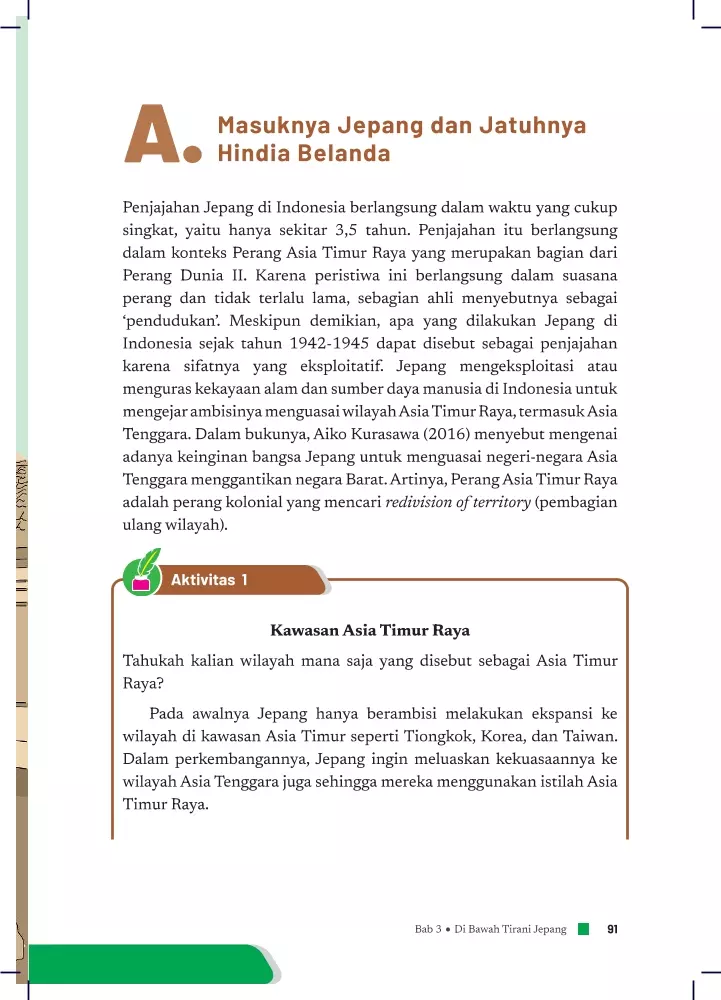 A. Masuknya Jepang dan Jatuhnya
Hindia Belanda
Penjajahan Jepang di Indonesia berlangsung dalam waktu yang cukup
singkat, yaitu hanya sekitar 3,5 tahun. Penjajahan itu berlangsung
dalam konteks Perang Asia Timur Raya yang merupakan bagian dari
Perang Dunia II. Karena peristiwa ini berlangsung dalam suasana
perang dan tidak terlalu lama, sebagian ahli menyebutnya sebagai
‘pendudukan’. Meskipun demikian, apa yang dilakukan Jepang di
Indonesia sejak tahun 1942-1945 dapat disebut sebagai penjajahan
karena sifatnya yang eksploitatif. Jepang mengeksploitasi atau
menguras kekayaan alam dan sumber daya manusia di Indonesia untuk
mengejar ambisinya menguasai wilayah Asia Timur Raya, termasuk Asia
Tenggara. Dalam bukunya, Aiko Kurasawa (2016) menyebut mengenai
adanya keinginan bangsa Jepang untuk menguasai negeri-negara Asia
Tenggara menggantikan negara Barat. Artinya, Perang Asia Timur Raya
adalah perang kolonial yang mencari redivision of territory (pembagian
ulang wilayah).
Aktivitas 1
Kawasan Asia Timur Raya
Tahukah kalian wilayah mana saja yang disebut sebagai Asia Timur
Raya?
Pada awalnya Jepang hanya berambisi melakukan ekspansi ke
wilayah di kawasan Asia Timur seperti Tiongkok, Korea, dan Taiwan.
Dalam perkembangannya, Jepang ingin meluaskan kekuasaannya ke
wilayah Asia Tenggara juga sehingga mereka menggunakan istilah Asia
Timur Raya.
Bab 3 • Di Bawah Tirani Jepang 91